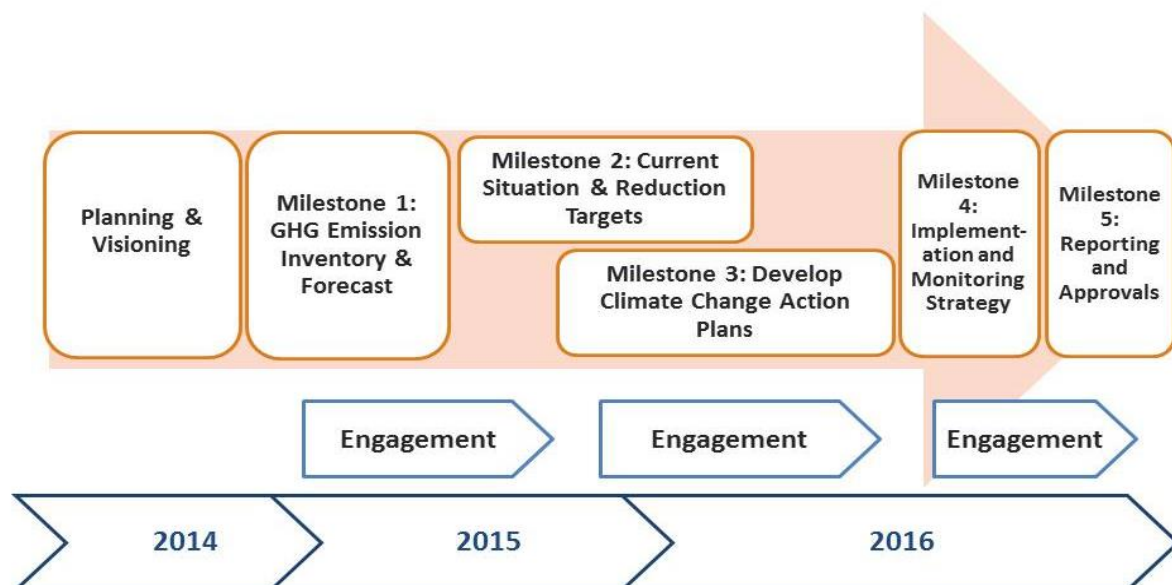 Planning &
Visioning
Milestone 1:
GHG Emission
Inventory &
Forecast
Milestone 2: Current
Situation & Reduction
Targets
Milestone 3: Develop
Climate Change Action
Plans
Milestone
4:
Implement-
ation and
Monitoring
Strategy
Milestone
5:
Reporting
and
Approvals
Engagement
Engagement
Engagement
2014
2015
2016